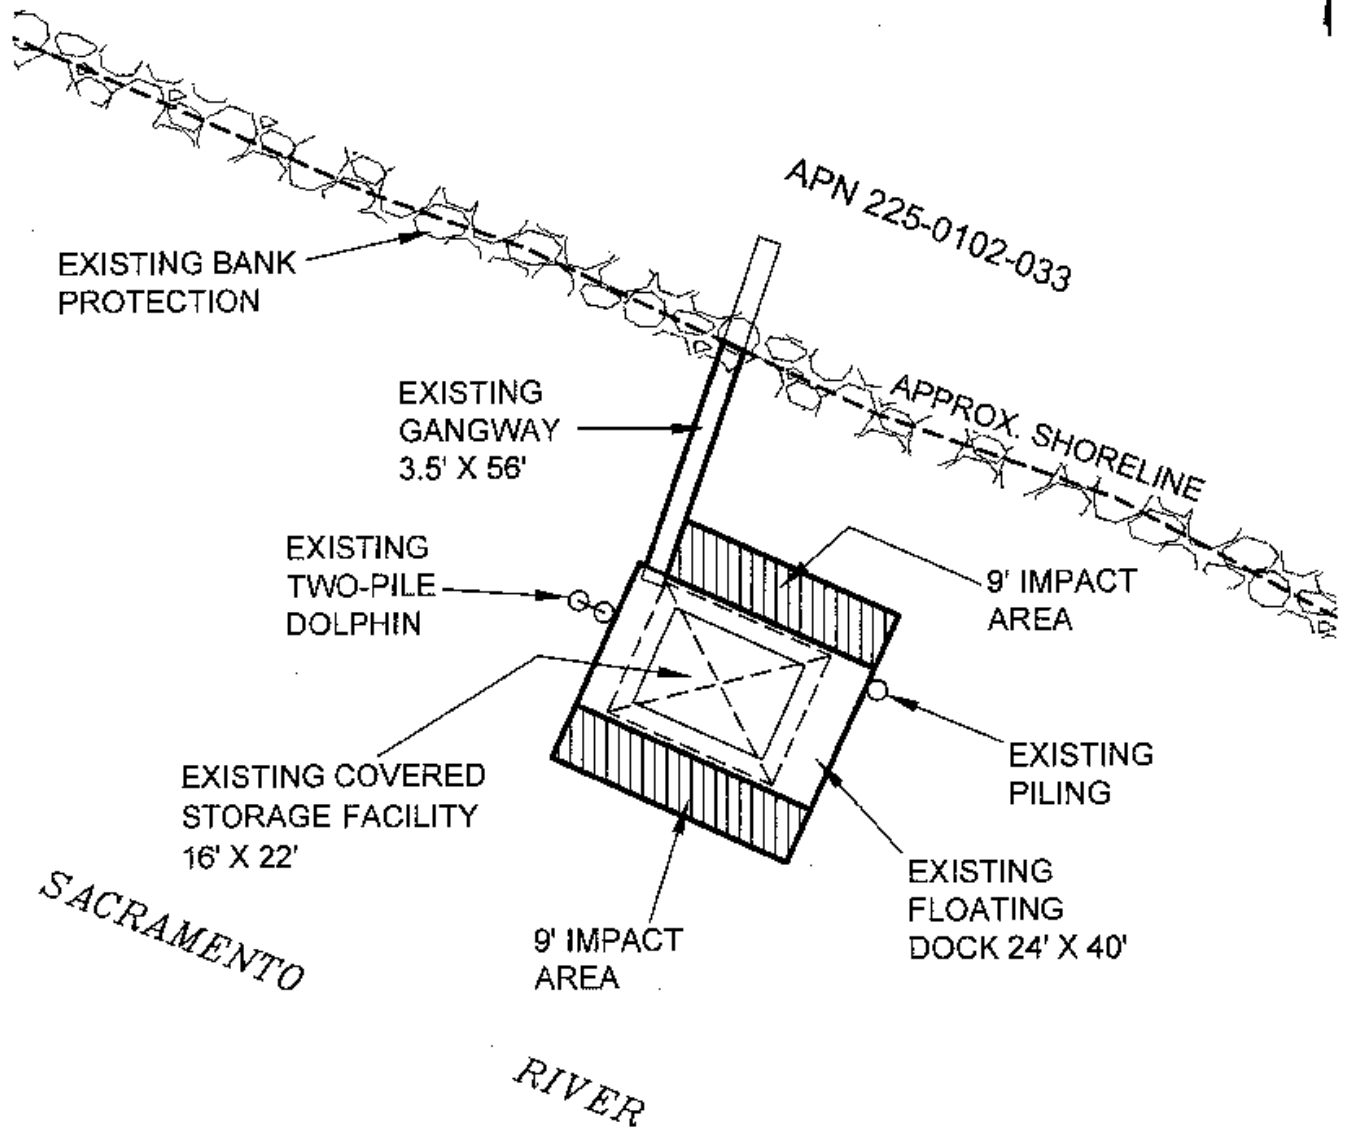 APN 225-0102-033
EXISTING BANK
PROTECTION
EXISTING
GANGWAY
3.5' X 56'
APPROX. SHORELINE
EXISTING
TWO-PILE
DOLPHIN
9' IMPACT
AREA
EXISTING COVERED
STORAGE FACILITY
16' X 22'
EXISTING
PILING
EXISTING
FLOATING
DOCK 24' X 40'
9' IMPACT
AREA
SACRAMENTO
RIVER